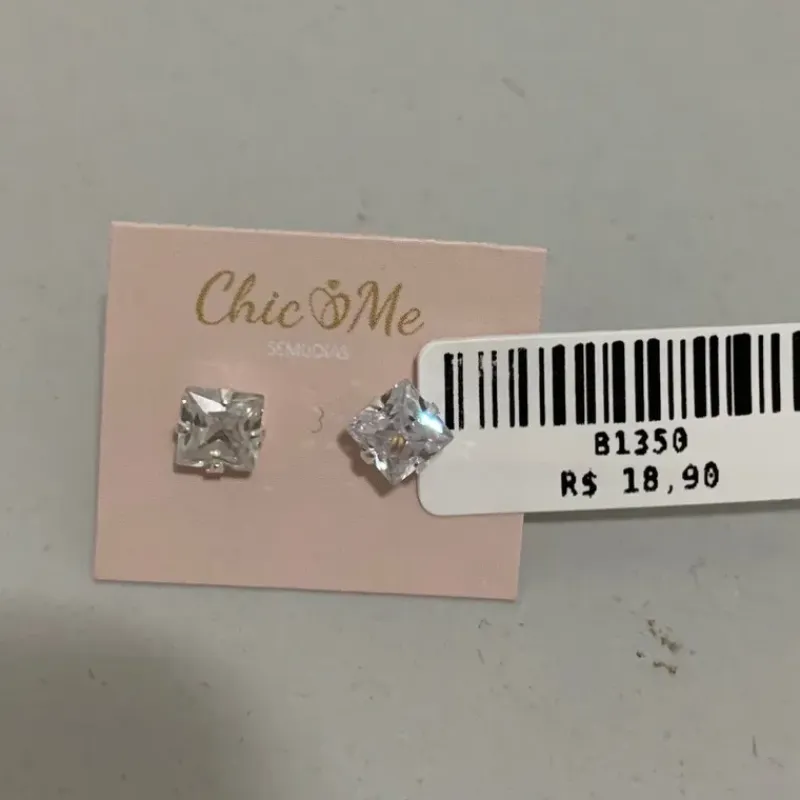 Chic Me
SEMIJOIAS
B1350
R$ 18,90